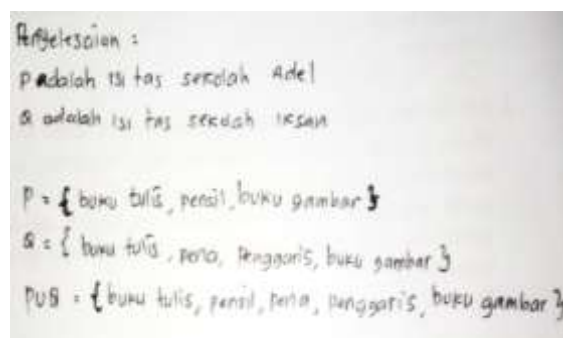 Penyelesaian :
P adalah isi tas sekolah Adel
Q adalah isi tas sekolah iksan
P = { buku tulis, pensil, buku gambar }
Q = { buku tulis, pena, Penggaris, buku gambar }
PUQ = { buku tulis, pensil, pena, penggaris, buku gambar }